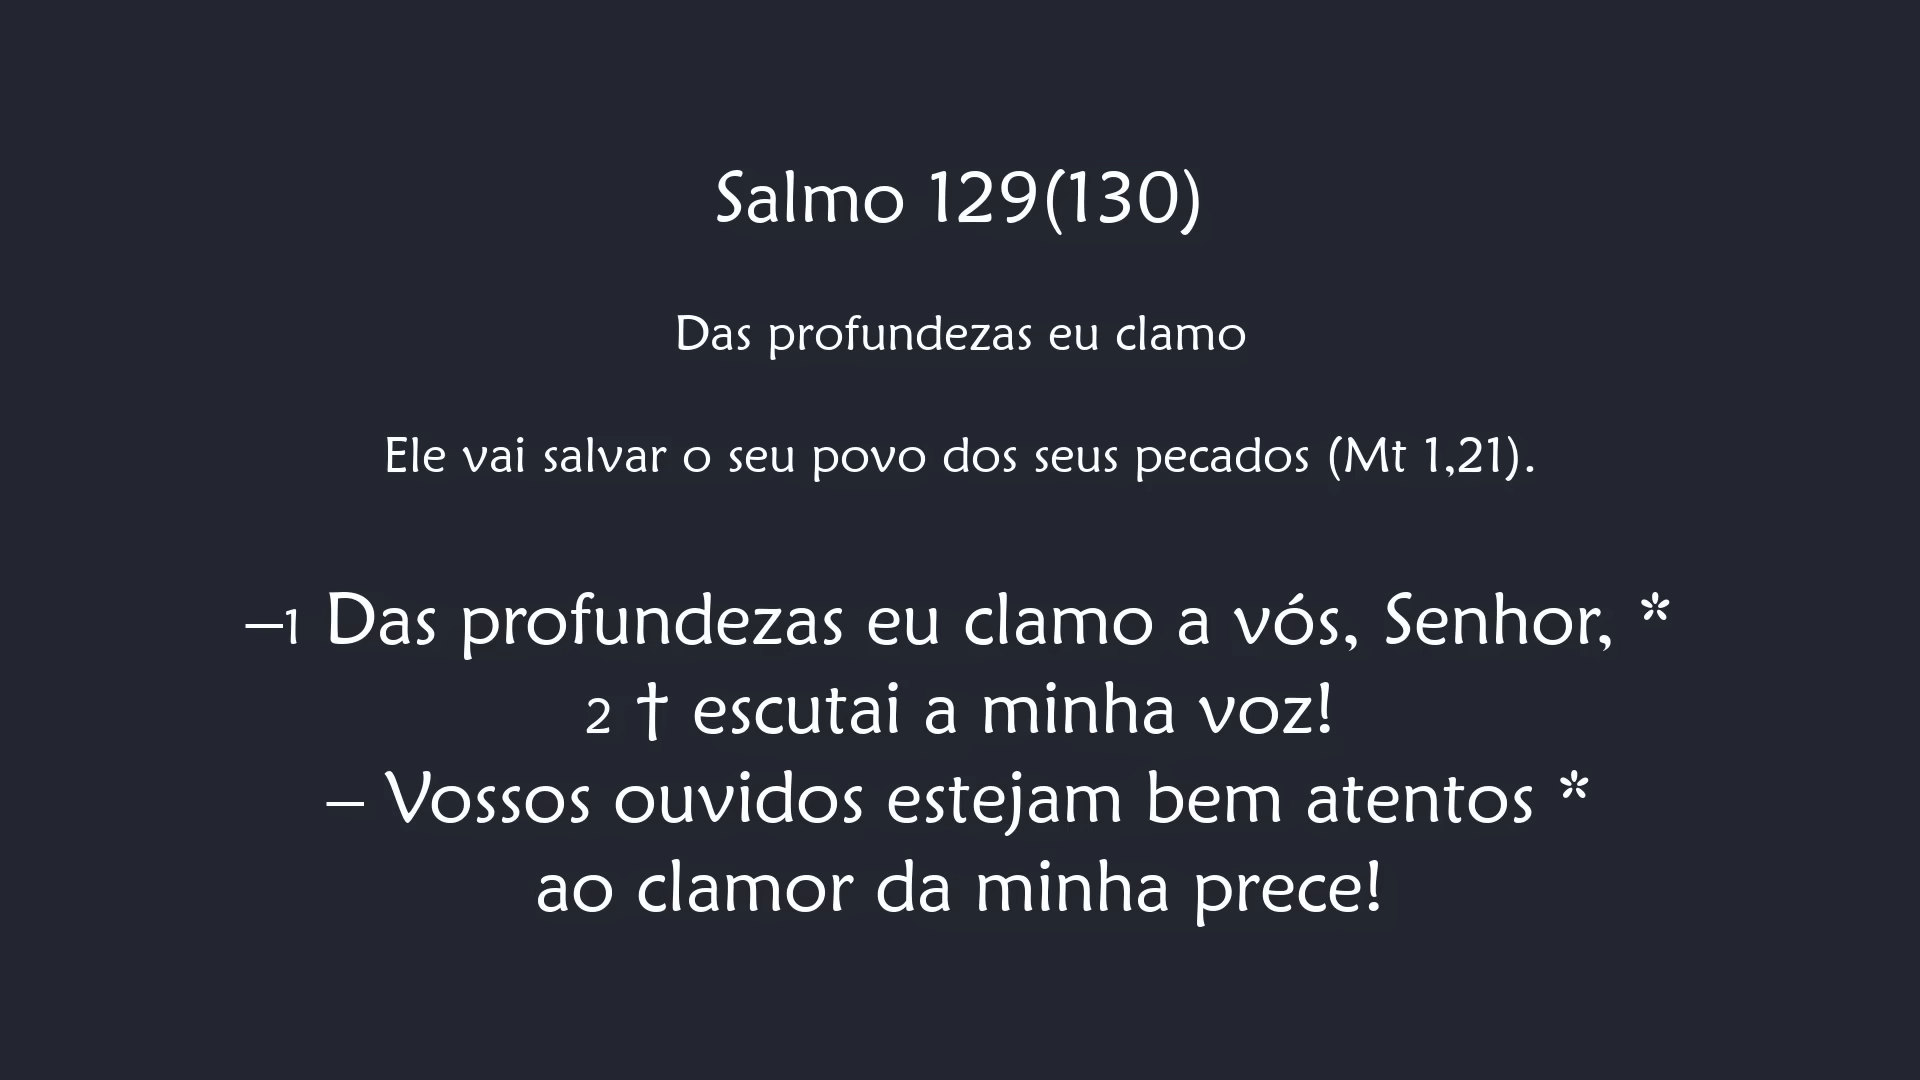 Salmo 129(130)
Das profundezas eu clamo
Ele vai salvar o seu povo dos seus pecados (Mt 1,21).
–1 Das profundezas eu clamo a vós, Senhor, *
2 † escutai a minha voz!
– Vossos ouvidos estejam bem atentos *
ao clamor da minha prece!